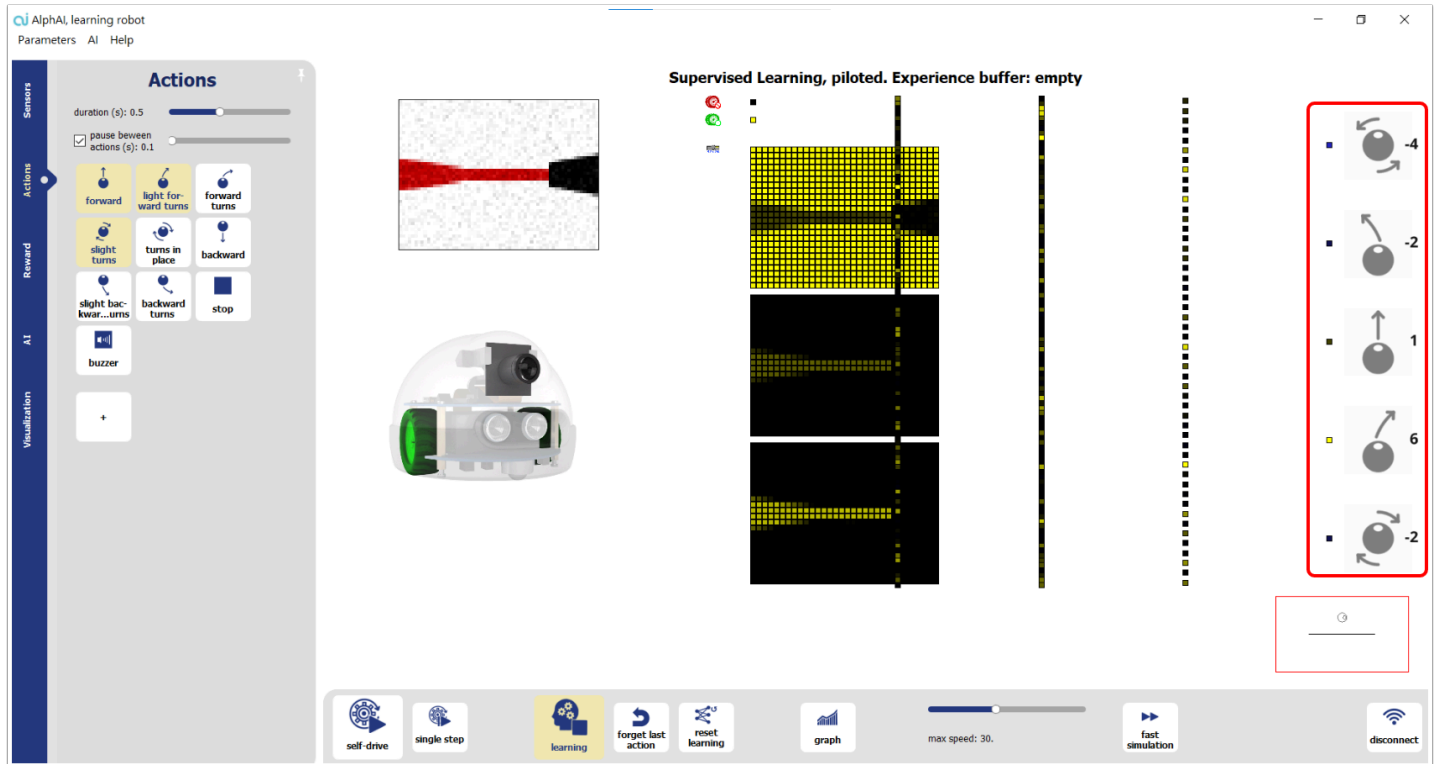 AlphAI, learning robot
Parameters AI Help
Sensors
Actions
Reward
AI
Visualization
Actions
duration (s): 0.5
pause beween
actions (s): 0.1
forward
light for-
ward turns
forward
turns
slight
turns
turns in
place
backward
slight bac-
kwar...urns
backward
turns
stop
buzzer
+
Supervised Learning, piloted. Experience buffer: empty
-4
-2
1
6
-2
self-drive
single step
learning
forget last
action
reset
learning
graph
max speed: 30.
fast
simulation
disconnect